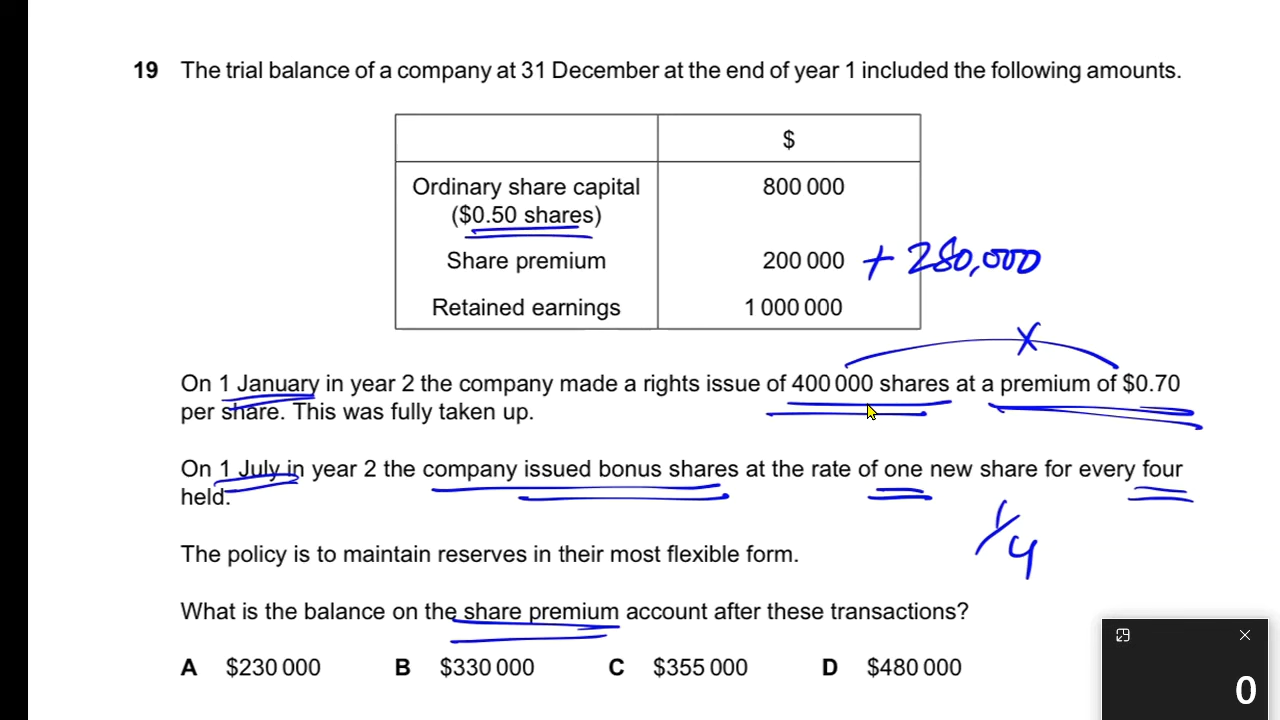 19 The trial balance of a company at 31 December at the end of year 1 included the following amounts.
$
Ordinary share capital 800 000
($0.50 shares)
Share premium 200 000 + 280,000
Retained earnings 1 000 000
X
On 1 January in year 2 the company made a rights issue of 400 000 shares at a premium of $0.70
per share. This was fully taken up.
On 1 July in year 2 the company issued bonus shares at the rate of one new share for every four
held.
1/4
The policy is to maintain reserves in their most flexible form.
What is the balance on the share premium account after these transactions?
A $230 000 B $330 000 C $355 000 D $480 000
0